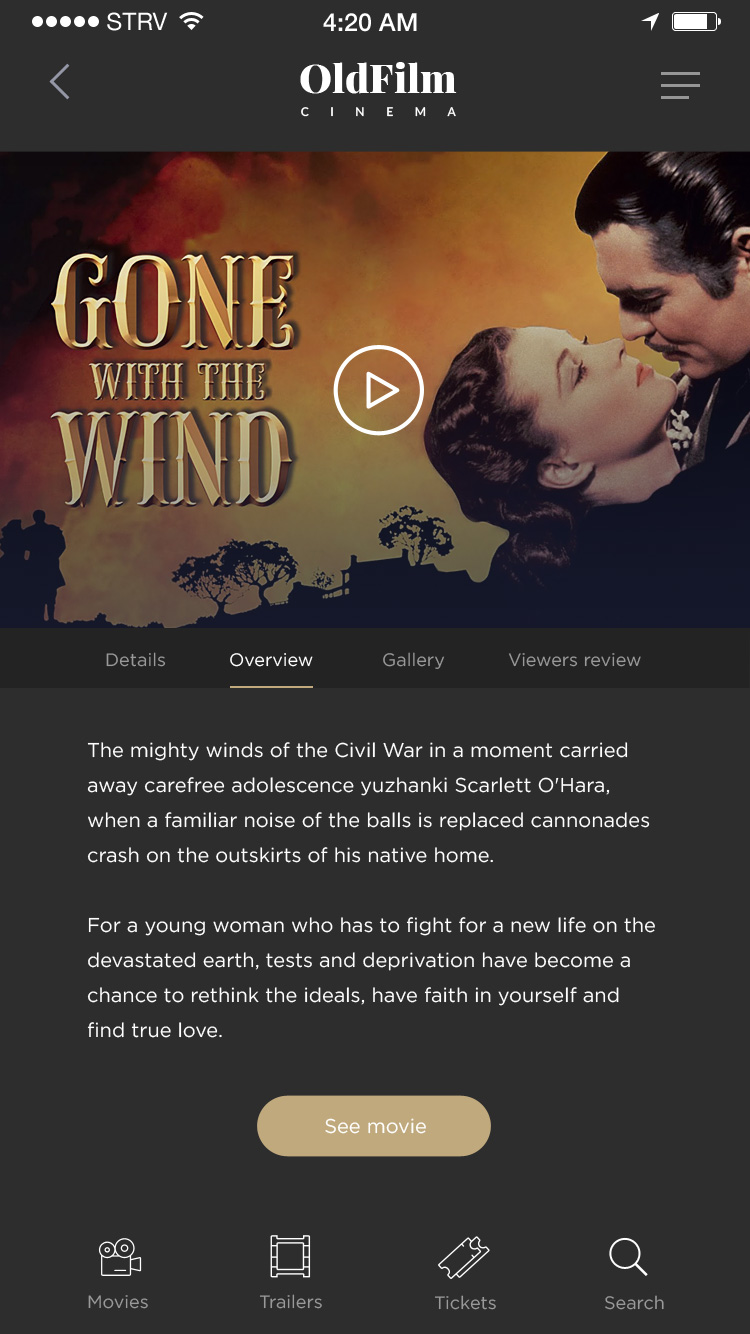 STRV
4:20 AM
OldFilm
CINEMA
GONE
WITH THE
WIND
Details Overview Gallery Viewers review
The mighty winds of the Civil War in a moment carried
away carefree adolescence yuzhanki Scarlett O'Hara,
when a familiar noise of the balls is replaced cannonades
crash on the outskirts of his native home.
For a young woman who has to fight for a new life on the
devastated earth, tests and deprivation have become a
chance to rethink the ideals, have faith in yourself and
find true love.
See movie
Movies Trailers Tickets Search